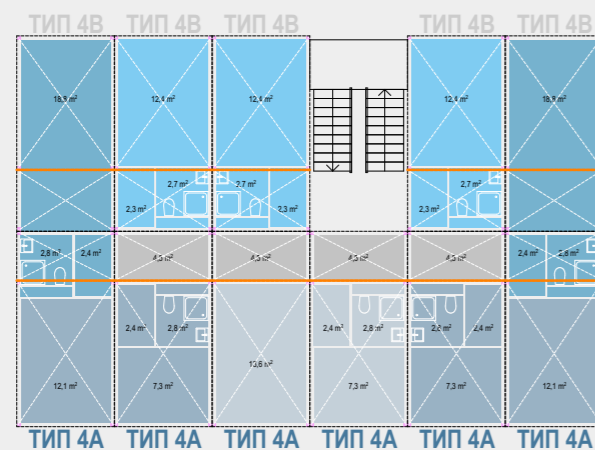 ТИП 4В ТИП 4В ТИП 4В ТИП 4В ТИП 4В
18,9 m² 12,4 m² 12,4 m² 12,4 m² 18,9 m²
2,7 m² 2,7 m² 2,7 m²
2,3 m² 2,3 m² 2,3 m²
2,8 m² 2,4 m² 4,5 m² 4,5 m² 4,5 m² 4,5 m² 2,4 m² 2,8 m²
2,4 m² 2,8 m² 2,4 m² 2,8 m² 2,8 m² 2,4 m²
13,6 m²
12,1 m² 7,3 m² 7,3 m² 7,3 m² 12,1 m²
ТИП 4А ТИП 4А ТИП 4А ТИП 4А ТИП 4А ТИП 4А